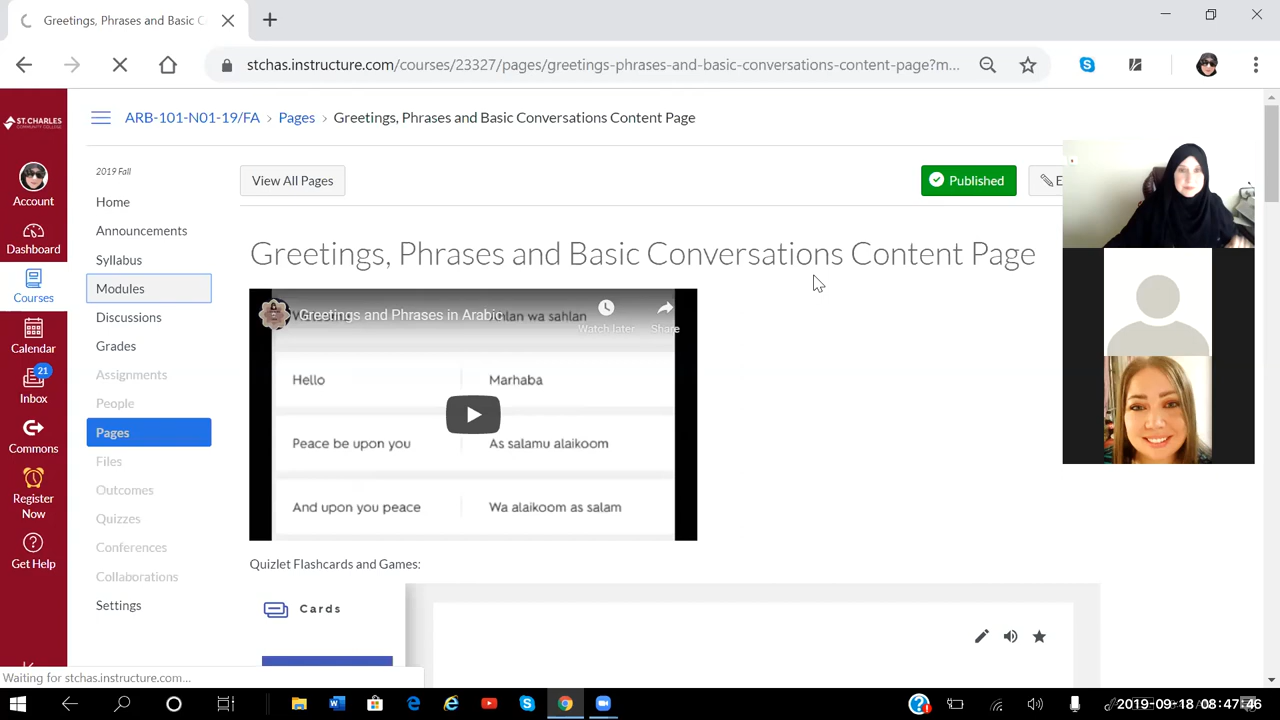 Greetings, Phrases and Basic C
stchas.instructure.com/courses/23327/pages/greetings-phrases-and-basic-conversations-content-page?m...
ST.CHARLES
COMMUNITY COLLEGE
ARB-101-N01-19/FA › Pages › Greetings, Phrases and Basic Conversations Content Page
2019 Fall
View All Pages
Published
E
Account
Dashboard
Courses
Calendar
21
Inbox
Commons
Register
Now
Get Help
Home
Announcements
Syllabus
Modules
Discussions
Grades
Assignments
People
Pages
Files
Outcomes
Quizzes
Conferences
Collaborations
Settings
Greetings, Phrases and Basic Conversations Content Page
Greetings and Phrases in Arabic
Watch later
Share
Hello Marhaba
Peace be upon you As salamu alaikoom
And upon you peace Wa alaikoom as salam
Quizlet Flashcards and Games:
Cards
Waiting for stchas.instructure.com...
2019-09-18 08:47:46